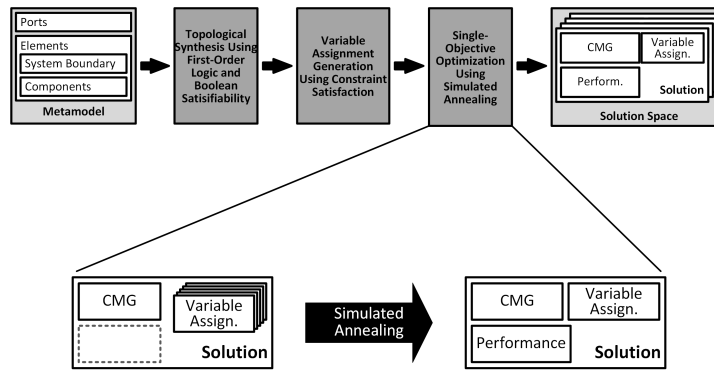 Ports
Elements
System Boundary
Components
Metamodel
Topological
Synthesis Using
First-Order
Logic and
Boolean
Satisifiability
Variable
Assignment
Generation
Using Constraint
Satisfaction
Single-
Objective
Optimization
Using
Simulated
Annealing
CMG
Variable
Assign.
Perform.
Solution
Solution Space
CMG
Variable
Assign.
Solution
Simulated
Annealing
CMG
Variable
Assign.
Performance
Solution